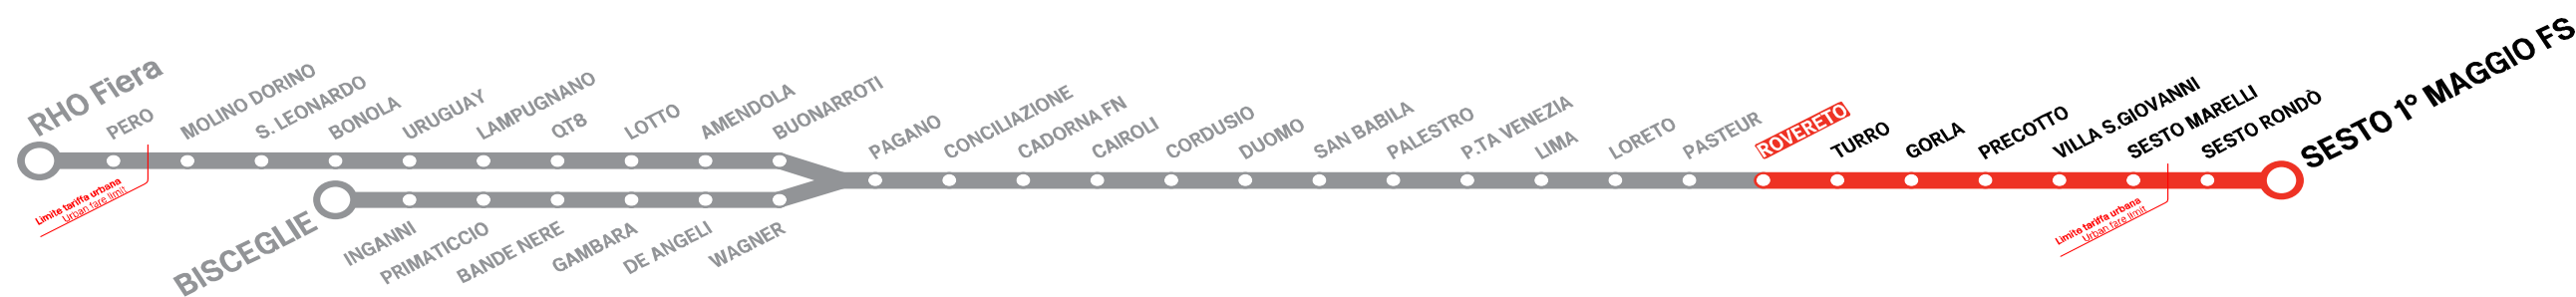 RHO Fiera
PERO
MOLINO DORINO
S. LEONARDO
BONOLA
URUGUAY
LAMPUGNANO
QT8
LOTTO
AMENDOLA
BUONARROTI
Limite tariffa urbana
Urban fare limit
BISCEGLIE
INGANNI
PRIMATICCIO
BANDE NERE
GAMBARA
DE ANGELI
WAGNER
PAGANO
CONCILIAZIONE
CADORNA FN
CAIROLI
CORDUSIO
DUOMO
SAN BABILA
PALESTRO
P.TA VENEZIA
LIMA
LORETO
PASTEUR
ROVERETO
TURRO
GORLA
PRECOTTO
VILLA S.GIOVANNI
SESTO MARELLI
SESTO RONDÒ
SESTO 1° MAGGIO FS
Limite tariffa urbana
Urban fare limit